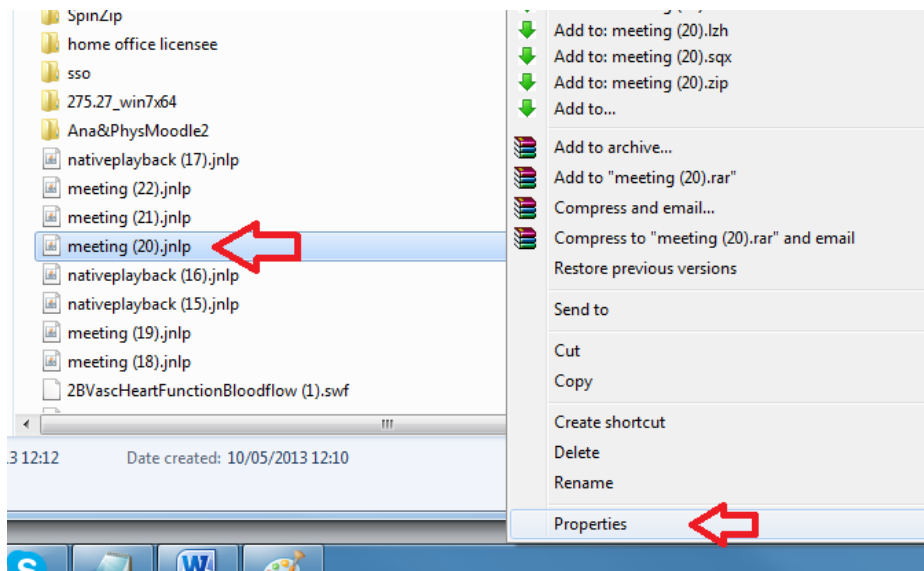 SpinZip
home office licensee
sso
275.27_win7x64
Ana&PhysMoodle2
nativeplayback (17).jnlp
meeting (22).jnlp
meeting (21).jnlp
meeting (20).jnlp
nativeplayback (16).jnlp
nativeplayback (15).jnlp
meeting (19).jnlp
meeting (18).jnlp
2BVascHeartFunctionBloodflow (1).swf
3 12:12 Date created: 10/05/2013 12:10
Add to: meeting (20).lzh
Add to: meeting (20).sqx
Add to: meeting (20).zip
Add to...
Add to archive...
Add to "meeting (20).rar"
Compress and email...
Compress to "meeting (20).rar" and email
Restore previous versions
Send to
Cut
Copy
Create shortcut
Delete
Rename
Properties
S
W